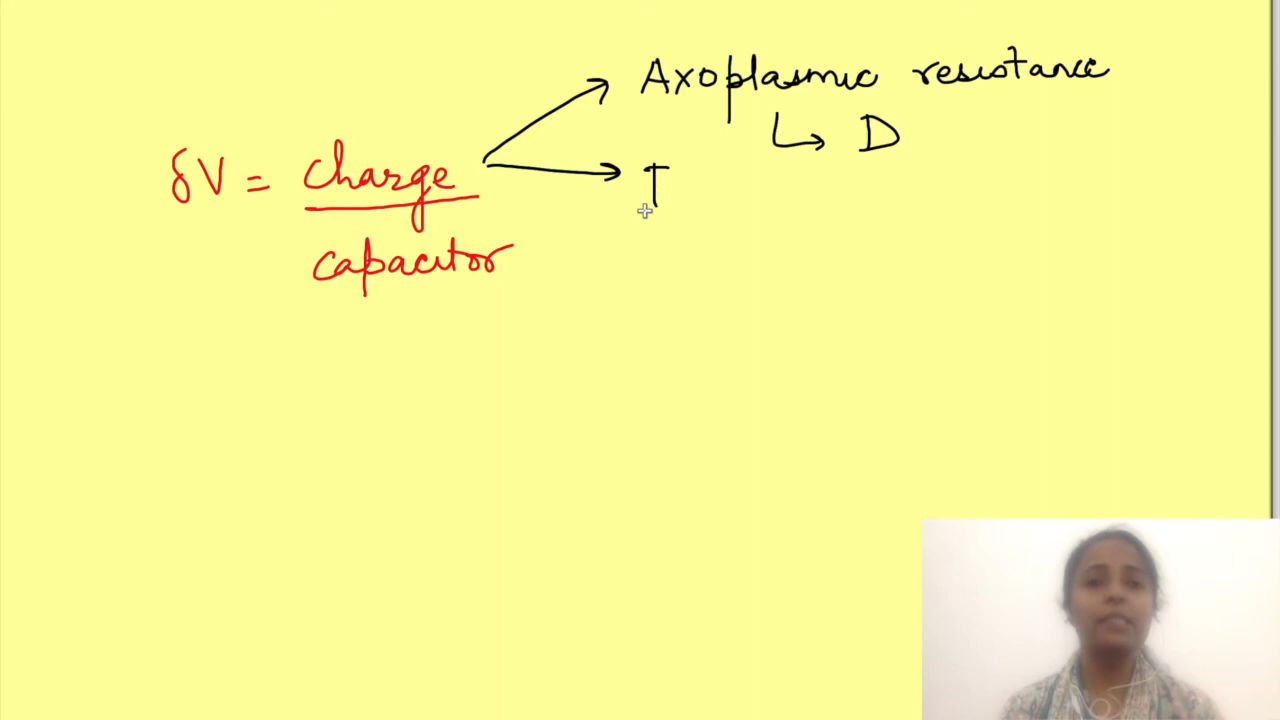 Axoplasmic resistance
↳ D
δV = charge
capacitor
T